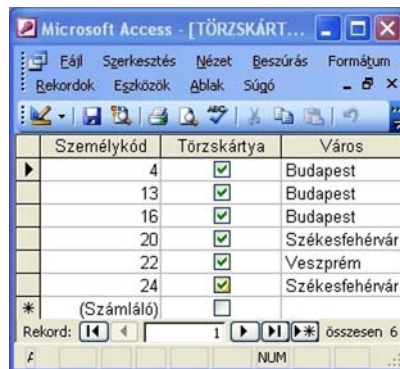 Microsoft Access - [TÖRZSKÁRT...
Fájl Szerkesztés Nézet Beszúrás Formátum
Rekordok Eszközök Ablak Súgó
Személykód Törzskártya Város
4 Budapest
13 Budapest
16 Budapest
20 Székesfehérvár
22 Veszprém
24 Székesfehérvár
(Számláló)
Rekord: 1 összesen 6
NUM